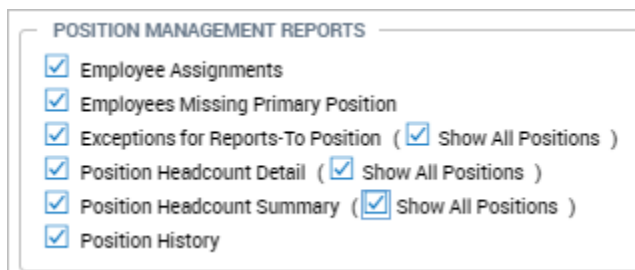 POSITION MANAGEMENT REPORTS
Employee Assignments
Employees Missing Primary Position
Exceptions for Reports-To Position ( Show All Positions )
Position Headcount Detail ( Show All Positions )
Position Headcount Summary ( Show All Positions )
Position History